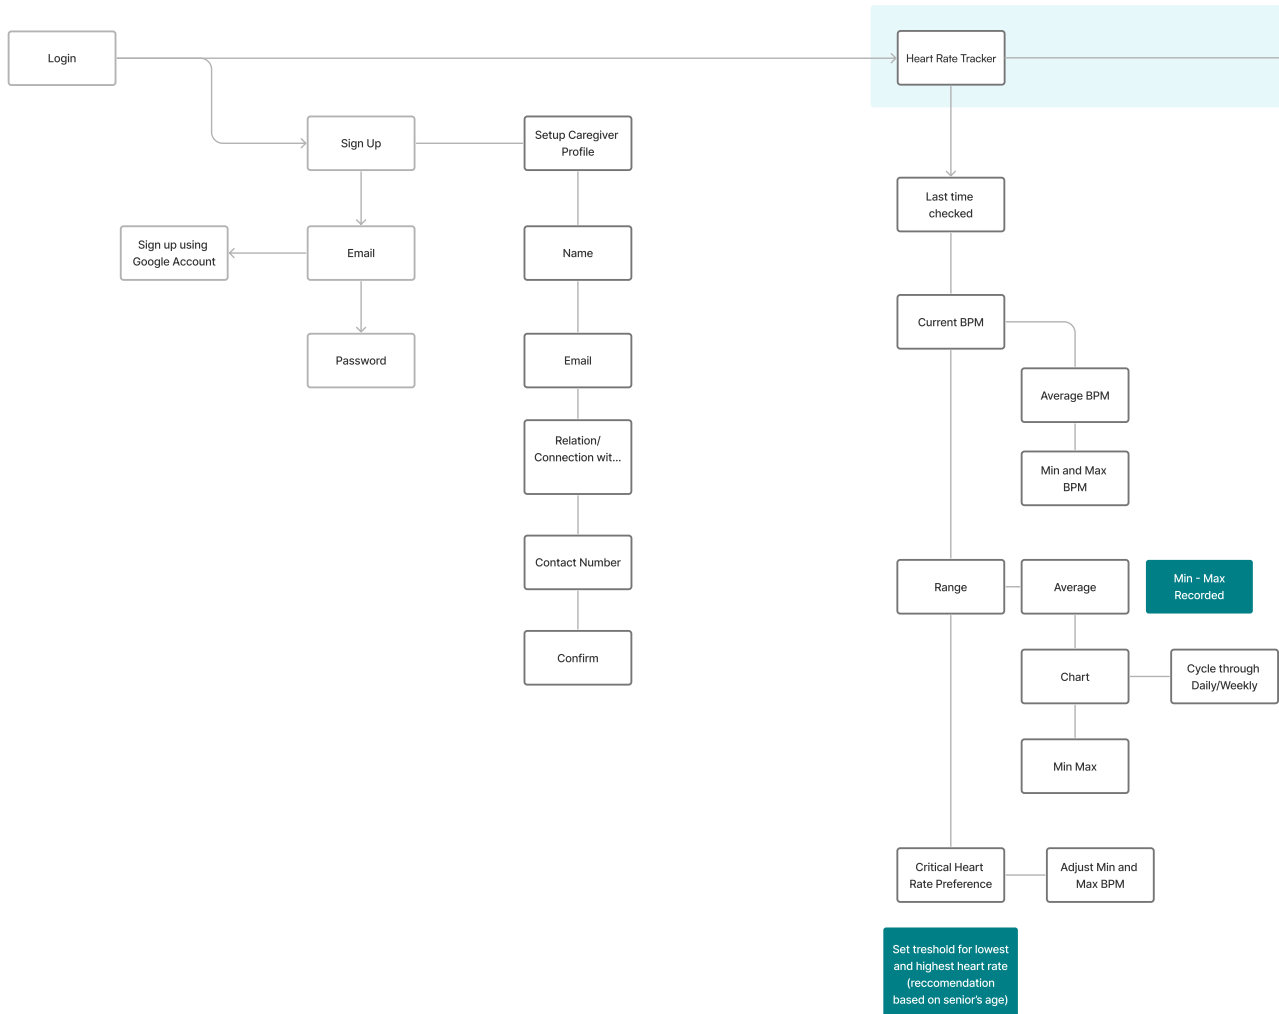 Login
Heart Rate Tracker
Sign Up
Setup Caregiver
Profile
Last time
checked
Sign up using
Google Account
Email
Name
Current BPM
Password
Email
Average BPM
Relation/
Connection wit...
Min and Max
BPM
Contact Number
Range
Average
Min - Max
Recorded
Confirm
Chart
Cycle through
Daily/Weekly
Min Max
Critical Heart
Rate Preference
Adjust Min and
Max BPM
Set treshold for lowest
and highest heart rate
(reccomendation
based on senior's age)